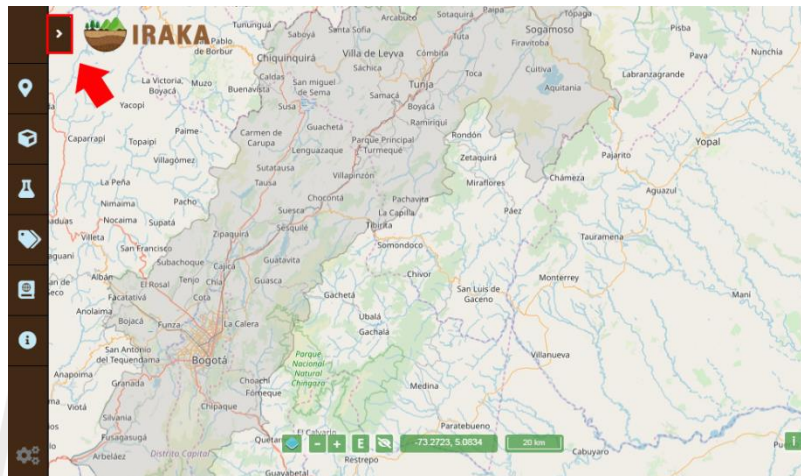 Tununguá
Saboyá
Santa Sofía
Arcabuco
Sotaquirá
Paipa
Tópaga
IRAKA
Pablo
de Borbur
Chiquinquirá
Villa de Leyva
Cómbita
Tuta
Sogamoso
Firavitoba
Pisba
Paya
Nunchía
La Victoria,
Boyacá
Muzo
Buenavista
Caldas
San miguel
de Sema
Sáchica
Samacá
Tunja
Toca
Cuítiva
Aquitania
Labranzagrande
Yacopí
Susa
Boyacá
Ramiriquí
Caparrapí
Topaipí
Paime
Carmen de
Carupa
Guachetá
Lenguazaque
Parque Principal
Turmequé
Rondón
Zetaquirá
Pajarito
Yopal
Villagómez
Sutatausa
Tausa
Villapinzón
Miraflores
Chámeza
Aguazul
La Peña
Nimaima
Pacho
Chocontá
Pachavita
Suesca
La Capilla
Páez
Nocaima
Supatá
Villeta
Zipaquirá
Sesquilé
Tibirita
Tauramena
San Francisco
Somondoco
Subachoque
Cajicá
Guatavita
Albán
El Rosal
Tenjo
Chía
Guasca
Chivor
Monterrey
Facatativá
Cota
Gachetá
San Luis de
Gaceno
Maní
Anolaima
Bojacá
Funza
La Calera
Ubalá
Gachalá
San Antonio
del Tequendama
Bogotá
Parque
Nacional
Natural
Chingaza
Villanueva
Anapoima
Granada
Choachí
Fómeque
Medina
Viotá
Chipaque
Silvania
Paratebueno
Fusagasugá
Arbeláez
Distrito Capital
El Calvario
- + E -73.2723, 5.0834 20 km
Restrepo
Cabuyaro
Guayabetal